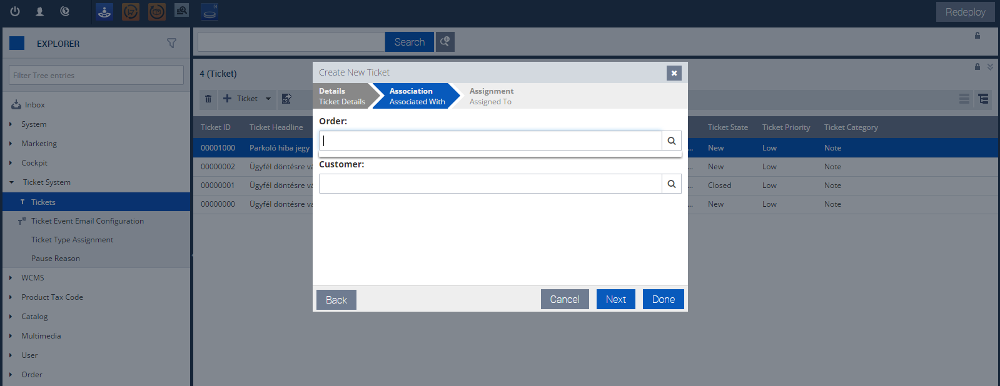 Redeploy
EXPLORER
Filter Tree entries
Inbox
System
Marketing
Cockpit
Ticket System
T Tickets
T Ticket Event Email Configuration
Ticket Type Assignment
Pause Reason
WCMS
Product Tax Code
Catalog
Multimedia
User
Order
Search
4 (Ticket)
Ticket
CSV
Ticket ID Ticket Headline Ticket State Ticket Priority Ticket Category
00001000 Parkoló hiba jegy ... New Low Note
00000002 Ügyfél döntésre vá ... New Low Note
00000001 Ügyfél döntésre vá ... Closed Low Note
00000000 Ügyfél döntésre vá ... New Low Note
Create New Ticket
Details
Ticket Details
Association
Associated With
Assignment
Assigned To
Order:
Customer:
Back Cancel Next Done